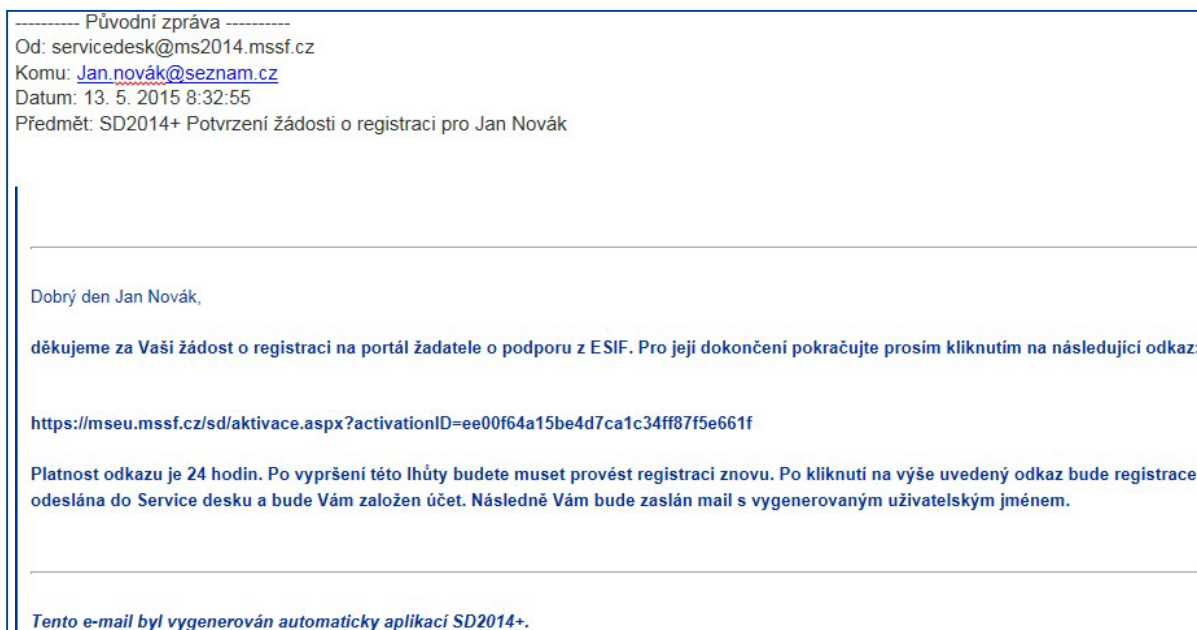 ---------- Původní zpráva ----------
Od: servicedesk@ms2014.mssf.cz
Komu: Jan.novák@seznam.cz
Datum: 13. 5. 2015 8:32:55
Předmět: SD2014+ Potvrzení žádosti o registraci pro Jan Novák
Dobrý den Jan Novák,
děkujeme za Vaši žádost o registraci na portál žadatele o podporu z ESIF. Pro její dokončení pokračujte prosím kliknutím na následující odkaz:
https://mseu.mssf.cz/sd/aktivace.aspx?activationID=ee00f64a15be4d7ca1c34ff87f5e661f
Platnost odkazu je 24 hodin. Po vypršení této lhůty budete muset provést registraci znovu. Po kliknutí na výše uvedený odkaz bude registrace
odeslána do Service desku a bude Vám založen účet. Následně Vám bude zaslán mail s vygenerovaným uživatelským jménem.
Tento e-mail byl vygenerován automaticky aplikací SD2014+.